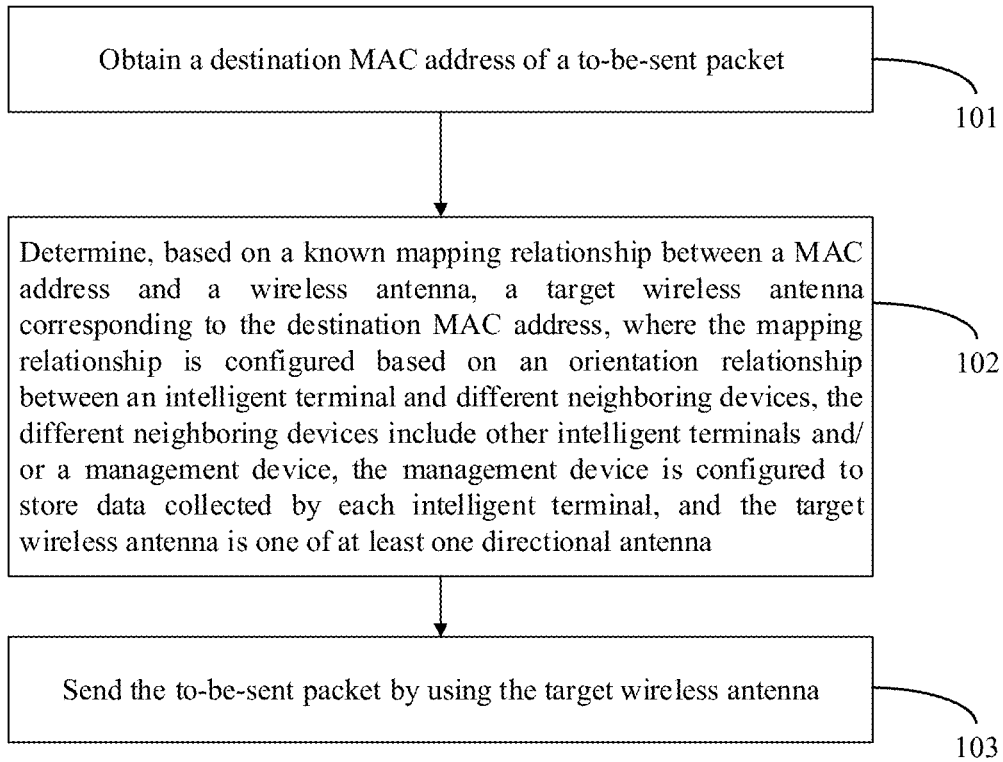 Obtain a destination MAC address of a to-be-sent packet
101
Determine, based on a known mapping relationship between a MAC
address and a wireless antenna, a target wireless antenna
corresponding to the destination MAC address, where the mapping
relationship is configured based on an orientation relationship
between an intelligent terminal and different neighboring devices, the
different neighboring devices include other intelligent terminals and/
or a management device, the management device is configured to
store data collected by each intelligent terminal, and the target
wireless antenna is one of at least one directional antenna
102
Send the to-be-sent packet by using the target wireless antenna
103